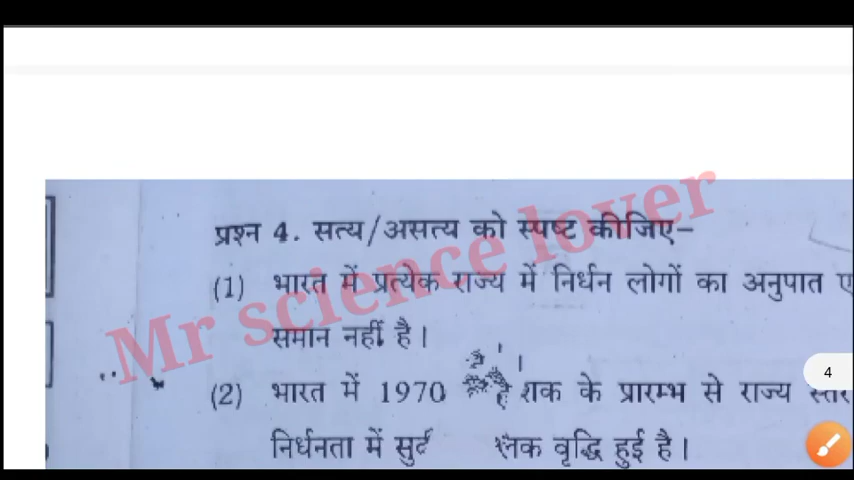 प्रश्न 4. सत्य/असत्य को स्पष्ट कीजिए–
(1) भारत में प्रत्येक राज्य में निर्धन लोगों का अनुपात ए
समान नहीं है।
(2) भारत में 1970 शक के प्रारम्भ से राज्य स्तर
निर्धनता में वृद्धि हुई है।
Mr science lover
4